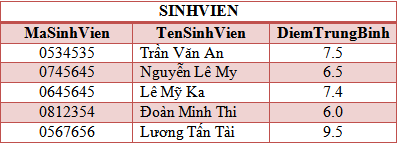 SINHVIEN
MaSinhVien TenSinhVien DiemTrungBinh
0534535 Trần Văn An 7.5
0745645 Nguyễn Lê My 6.5
0645645 Lê Mỹ Ka 7.4
0812354 Đoàn Minh Thi 6.0
0567656 Lương Tấn Tài 9.5